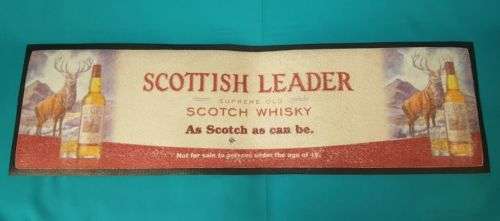 SCOTTISH LEADER
SUPREME OLD
SCOTCH WHISKY
As Scotch as can be.
Not for sale to persons under the age of 18.